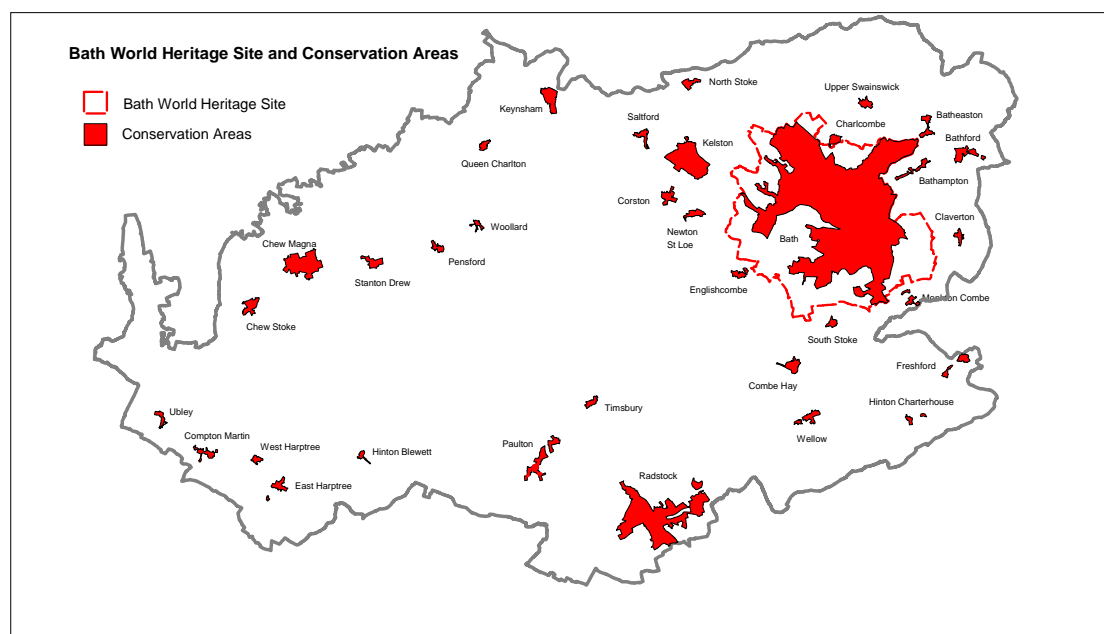 Bath World Heritage Site and Conservation Areas
Bath World Heritage Site
Conservation Areas
North Stoke
Upper Swainswick
Keynsham
Saltford
Batheaston
Charlcombe
Bathford
Kelston
Queen Charlton
Bathampton
Corston
Claverton
Woollard
Newton
St Loe
Bath
Chew Magna
Pensford
Stanton Drew
Englishcombe
Monkton Combe
Chew Stoke
South Stoke
Freshford
Combe Hay
Hinton Charterhouse
Timsbury
Ubley
Wellow
Compton Martin
West Harptree
Hinton Blewett
Paulton
East Harptree
Radstock